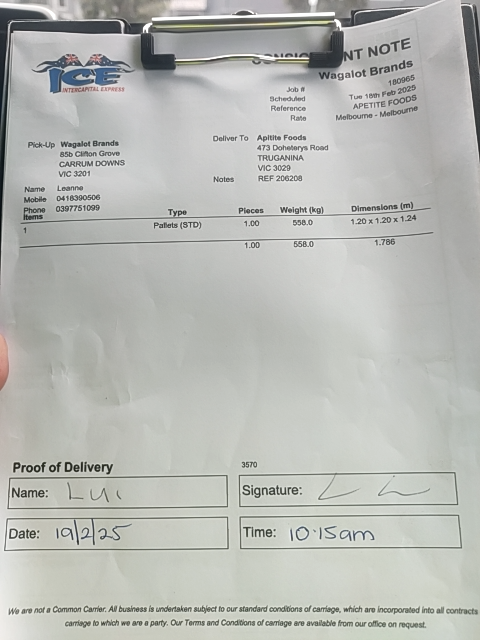 CONSIGNMENT NOTE
Wagalot Brands
ICE
INTERCAPITAL EXPRESS
Job # 180965
Scheduled Tue 18th Feb 2025
Reference APETITE FOODS
Rate Melbourne - Melbourne
Pick-Up Wagalot Brands
85b Clifton Grove
CARRUM DOWNS
VIC 3201
Deliver To Apitite Foods
473 Doheterys Road
TRUGANINA
VIC 3029
Notes REF 206208
Name Leanne
Mobile 0418390506
Phone 0397751099
Items Type Pieces Weight (kg) Dimensions (m)
1 Pallets (STD) 1.00 558.0 1.20 x 1.20 x 1.24
1.00 558.0 1.786
Proof of Delivery 3570
Name: Lui Signature:
Date: 19/2/25 Time: 10:15am
We are not a Common Carrier. All business is undertaken subject to our standard conditions of carriage, which are incorporated into all contracts
carriage to which we are a party. Our Terms and Conditions of carriage are available from our office on request.